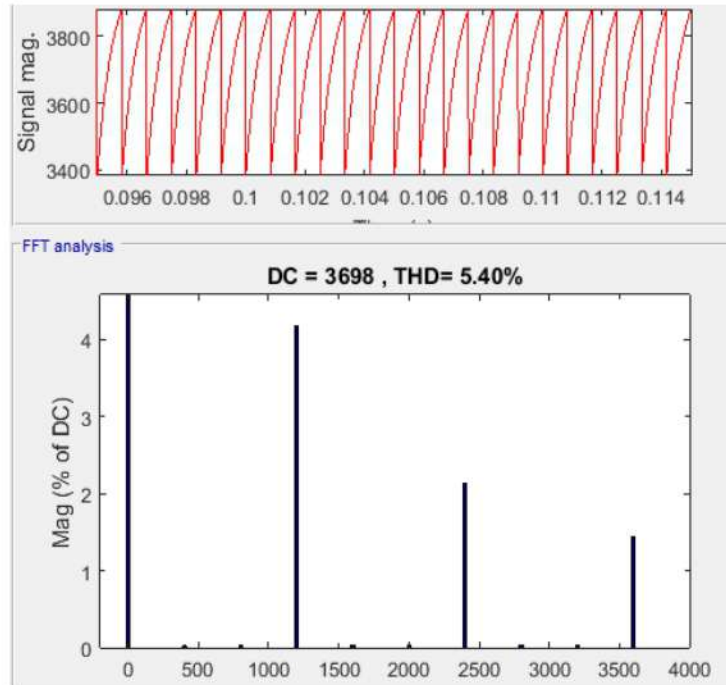 3800
3600
3400
Signal mag.
0.096 0.098 0.1 0.102 0.104 0.106 0.108 0.11 0.112 0.114
FFT analysis
DC = 3698 , THD= 5.40%
4
3
2
1
0
Mag (% of DC)
0 500 1000 1500 2000 2500 3000 3500 4000